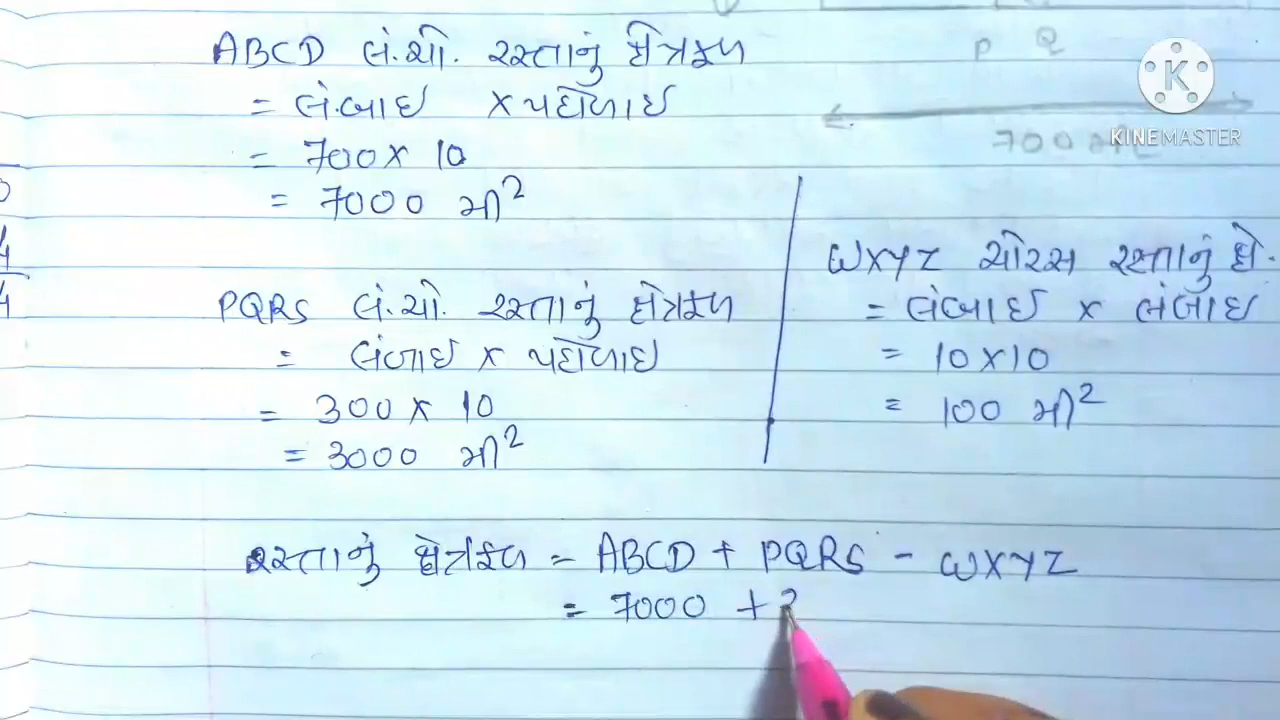 P Q
700 મી
KINEMASTER
ABCD લં.ચો. રસ્તાનું ક્ષેત્રફળ
= લંબાઇ × પહોળાઇ
= 700 × 10
= 7000 મી²
PQRS લં.ચો. રસ્તાનું ક્ષેત્રફળ
= લંબાઇ × પહોળાઇ
= 300 × 10
= 3000 મી²
WXYZ ચોરસ રસ્તાનું ક્ષે.
= લંબાઇ × લંબાઇ
= 10 × 10
= 100 મી²
રસ્તાનું ક્ષેત્રફળ = ABCD + PQRS - WXYZ
= 7000 +